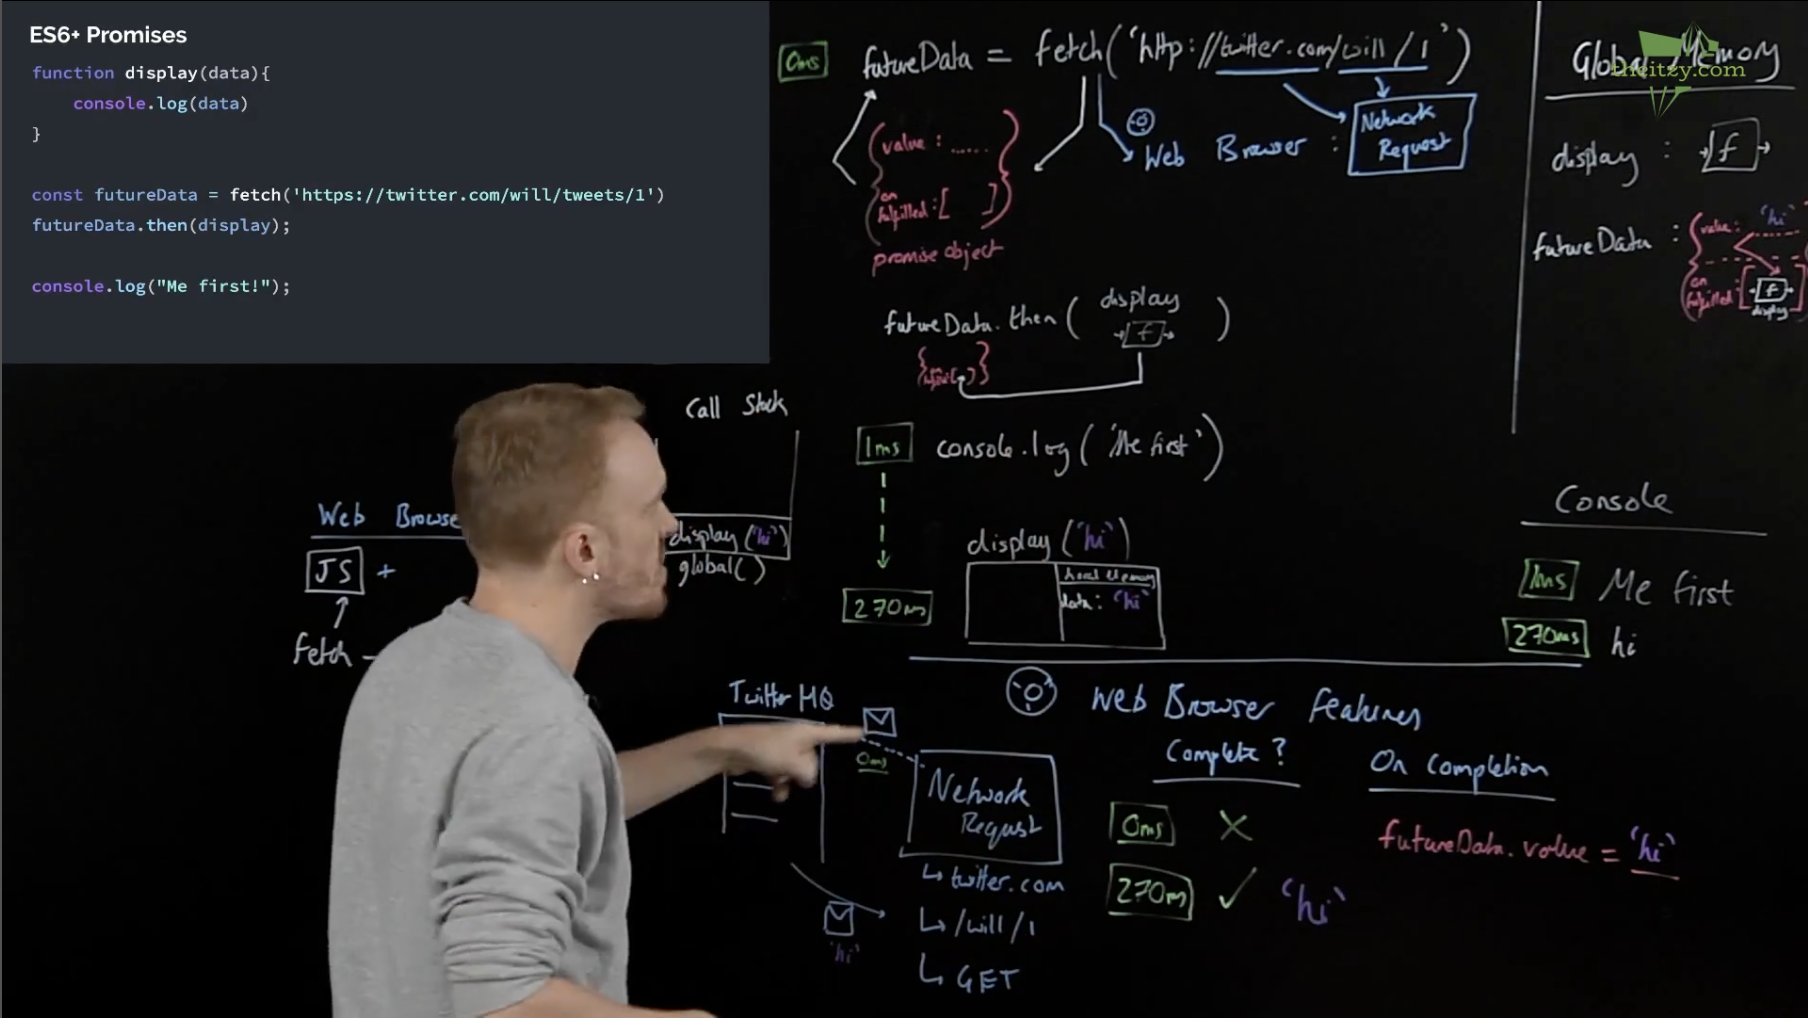 ES6+ Promises
function display(data){
console.log(data)
}
const futureData = fetch('https://twitter.com/will/tweets/1')
futureData.then(display);
console.log("Me first!");
0ms futureData = fetch('http://twitter.com/will/1')
value: ......
on fulfilled: [ ]
promise object
Web Browser :
Network
Request
futureData.then( display )
f
1ms console.log('Me first')
270ms
display('hi')
local memory
data: 'hi'
Global Memory
theitzy.com
display : f
futureData :
value: 'hi'
on
fulfilled: [f]
display
Console
1ms Me first
270ms hi
Call Stack
display('hi')
global()
Web Browse
JS +
fetch
Twitter HQ
0ms
'hi'
Web Browser Features
Network
Request
↳ twitter.com
↳ /will/1
↳ GET
Complete?
0ms X
270m ✓ 'hi'
On Completion
futureData.value = 'hi'